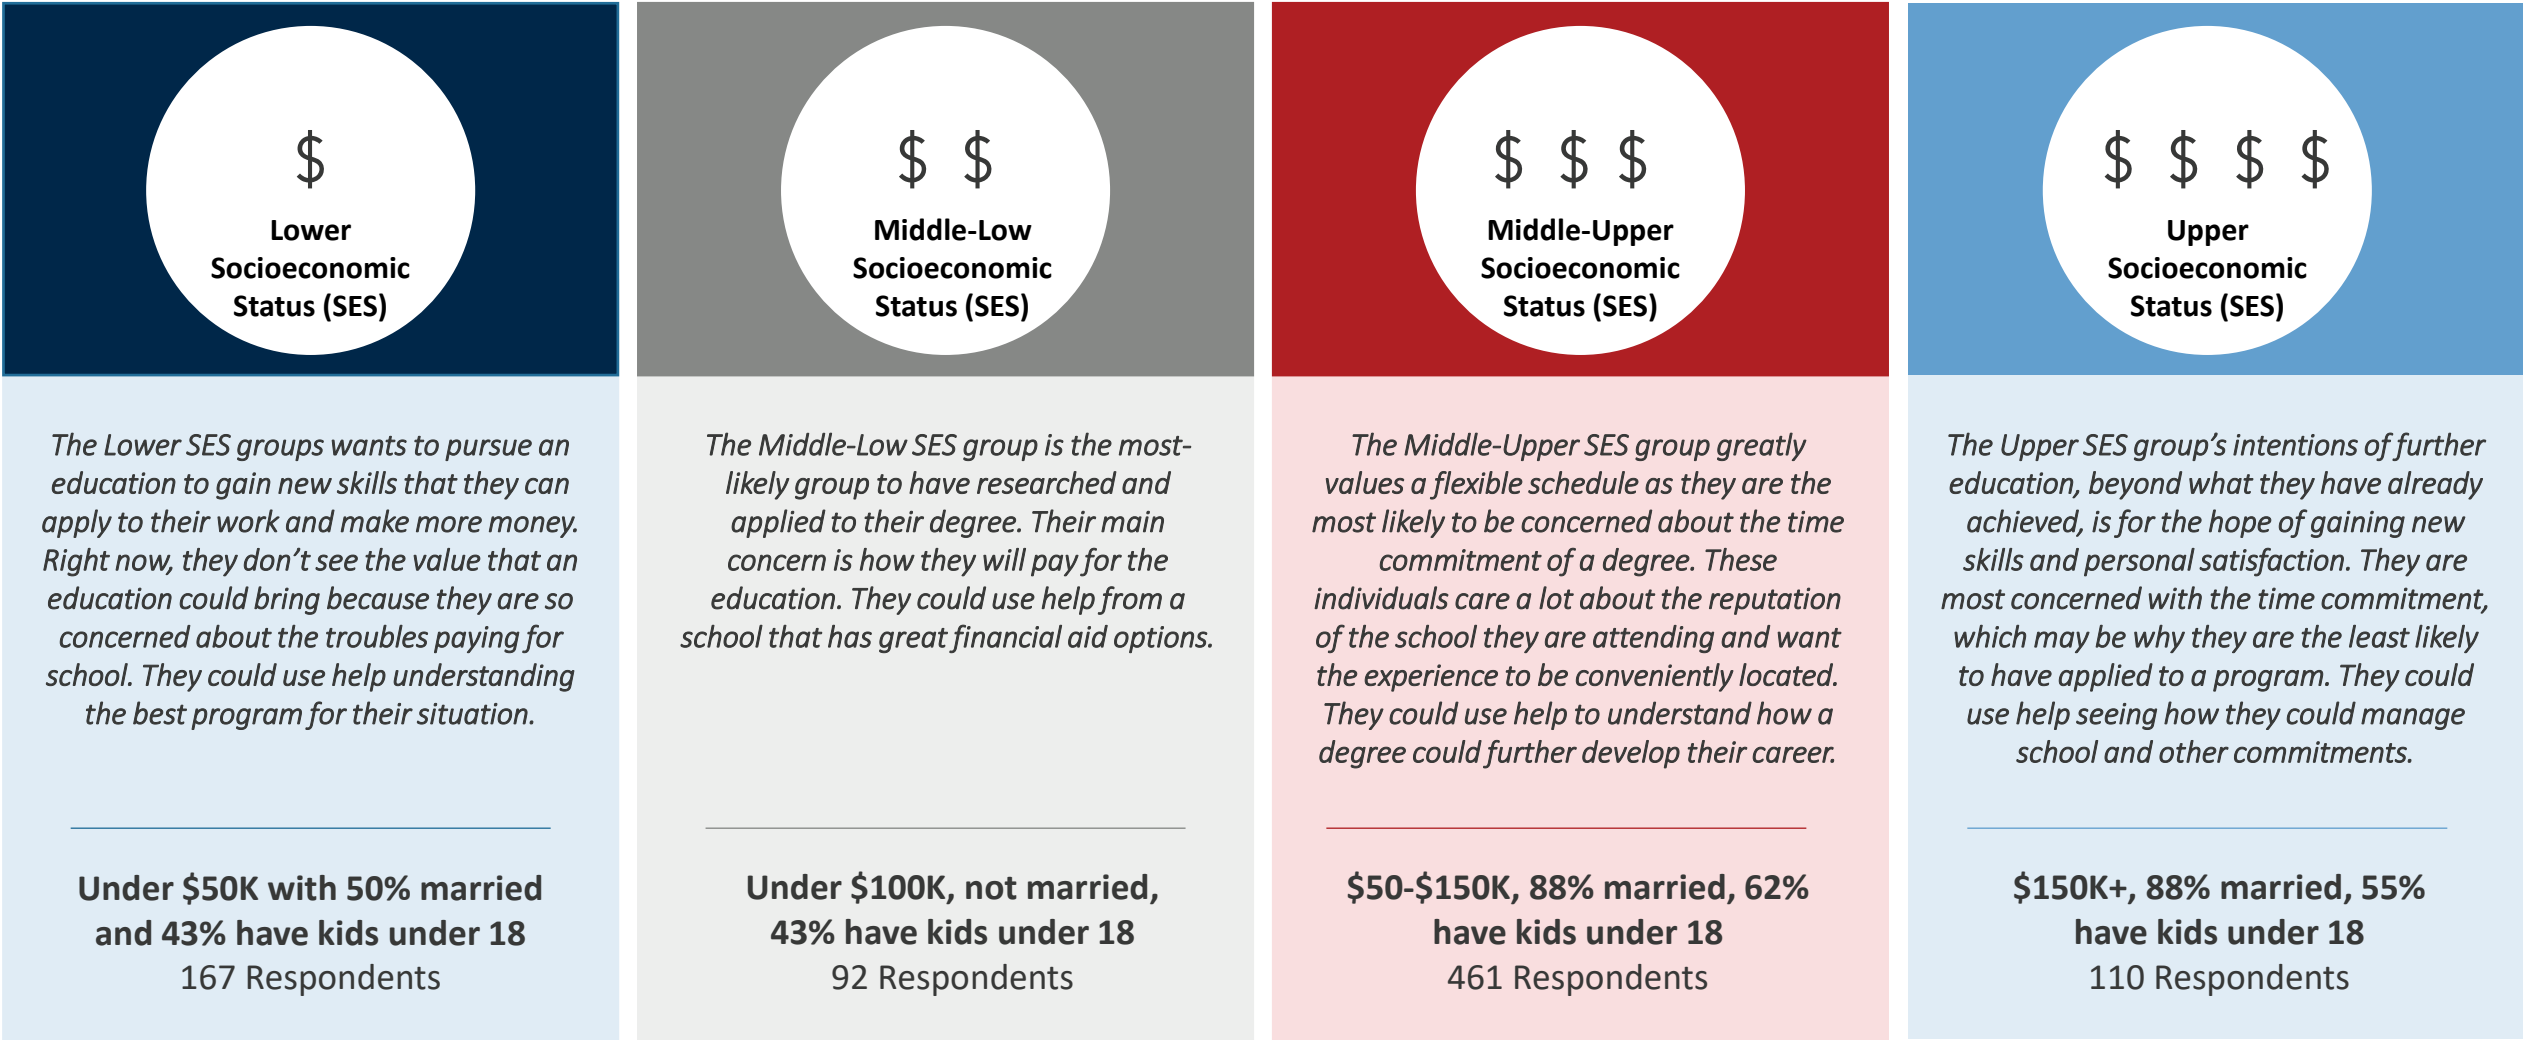 $
Lower
Socioeconomic
Status (SES)
The Lower SES groups wants to pursue an
education to gain new skills that they can
apply to their work and make more money.
Right now, they don't see the value that an
education could bring because they are so
concerned about the troubles paying for
school. They could use help understanding
the best program for their situation.
Under $50K with 50% married
and 43% have kids under 18
167 Respondents
$ $
Middle-Low
Socioeconomic
Status (SES)
The Middle-Low SES group is the most-
likely group to have researched and
applied to their degree. Their main
concern is how they will pay for the
education. They could use help from a
school that has great financial aid options.
Under $100K, not married,
43% have kids under 18
92 Respondents
$ $ $
Middle-Upper
Socioeconomic
Status (SES)
The Middle-Upper SES group greatly
values a flexible schedule as they are the
most likely to be concerned about the time
commitment of a degree. These
individuals care a lot about the reputation
of the school they are attending and want
the experience to be conveniently located.
They could use help to understand how a
degree could further develop their career.
$50-$150K, 88% married, 62%
have kids under 18
461 Respondents
$ $ $ $
Upper
Socioeconomic
Status (SES)
The Upper SES group’s intentions of further
education, beyond what they have already
achieved, is for the hope of gaining new
skills and personal satisfaction. They are
most concerned with the time commitment,
which may be why they are the least likely
to have applied to a program. They could
use help seeing how they could manage
school and other commitments.
$150K+, 88% married, 55%
have kids under 18
110 Respondents